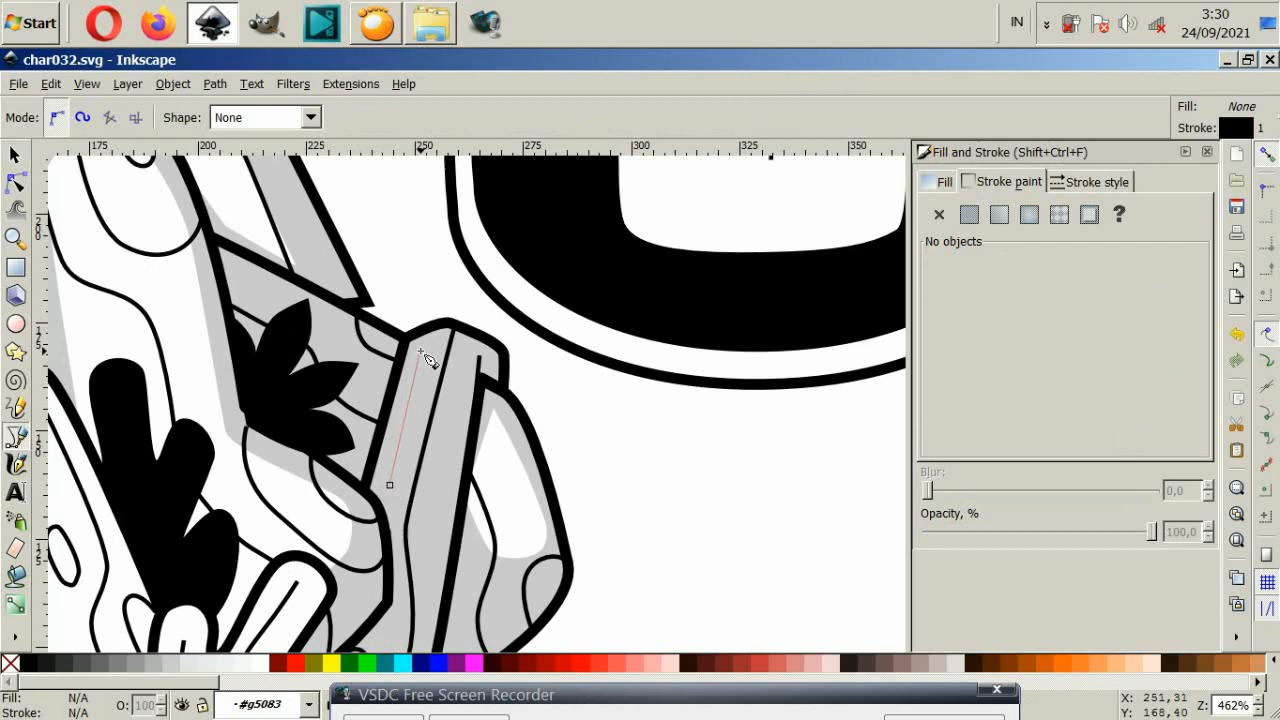 Start
IN
3:30
24/09/2021
char032.svg - Inkscape
File Edit View Layer Object Path Text Filters Extensions Help
Mode: Shape: None
Fill: None
Stroke: 1
175 200 225 250 275 300 325 350
Fill and Stroke (Shift+Ctrl+F)
Fill Stroke paint Stroke style
?
No objects
Blur: 0,0
Opacity, % 100,0
Fill: N/A
Stroke: N/A
O: 100
-#g5083
VSDC Free Screen Recorder
X: 251,31
Y: 168,40
Z: 462%